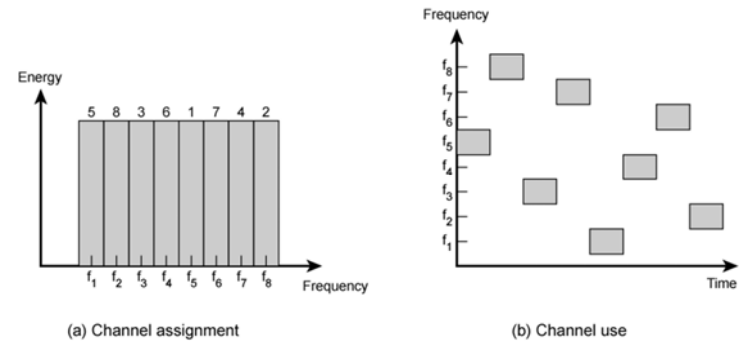 Energy
5 8 3 6 1 7 4 2
f1 f2 f3 f4 f5 f6 f7 f8
Frequency
(a) Channel assignment
Frequency
f8
f7
f6
f5
f4
f3
f2
f1
Time
(b) Channel use